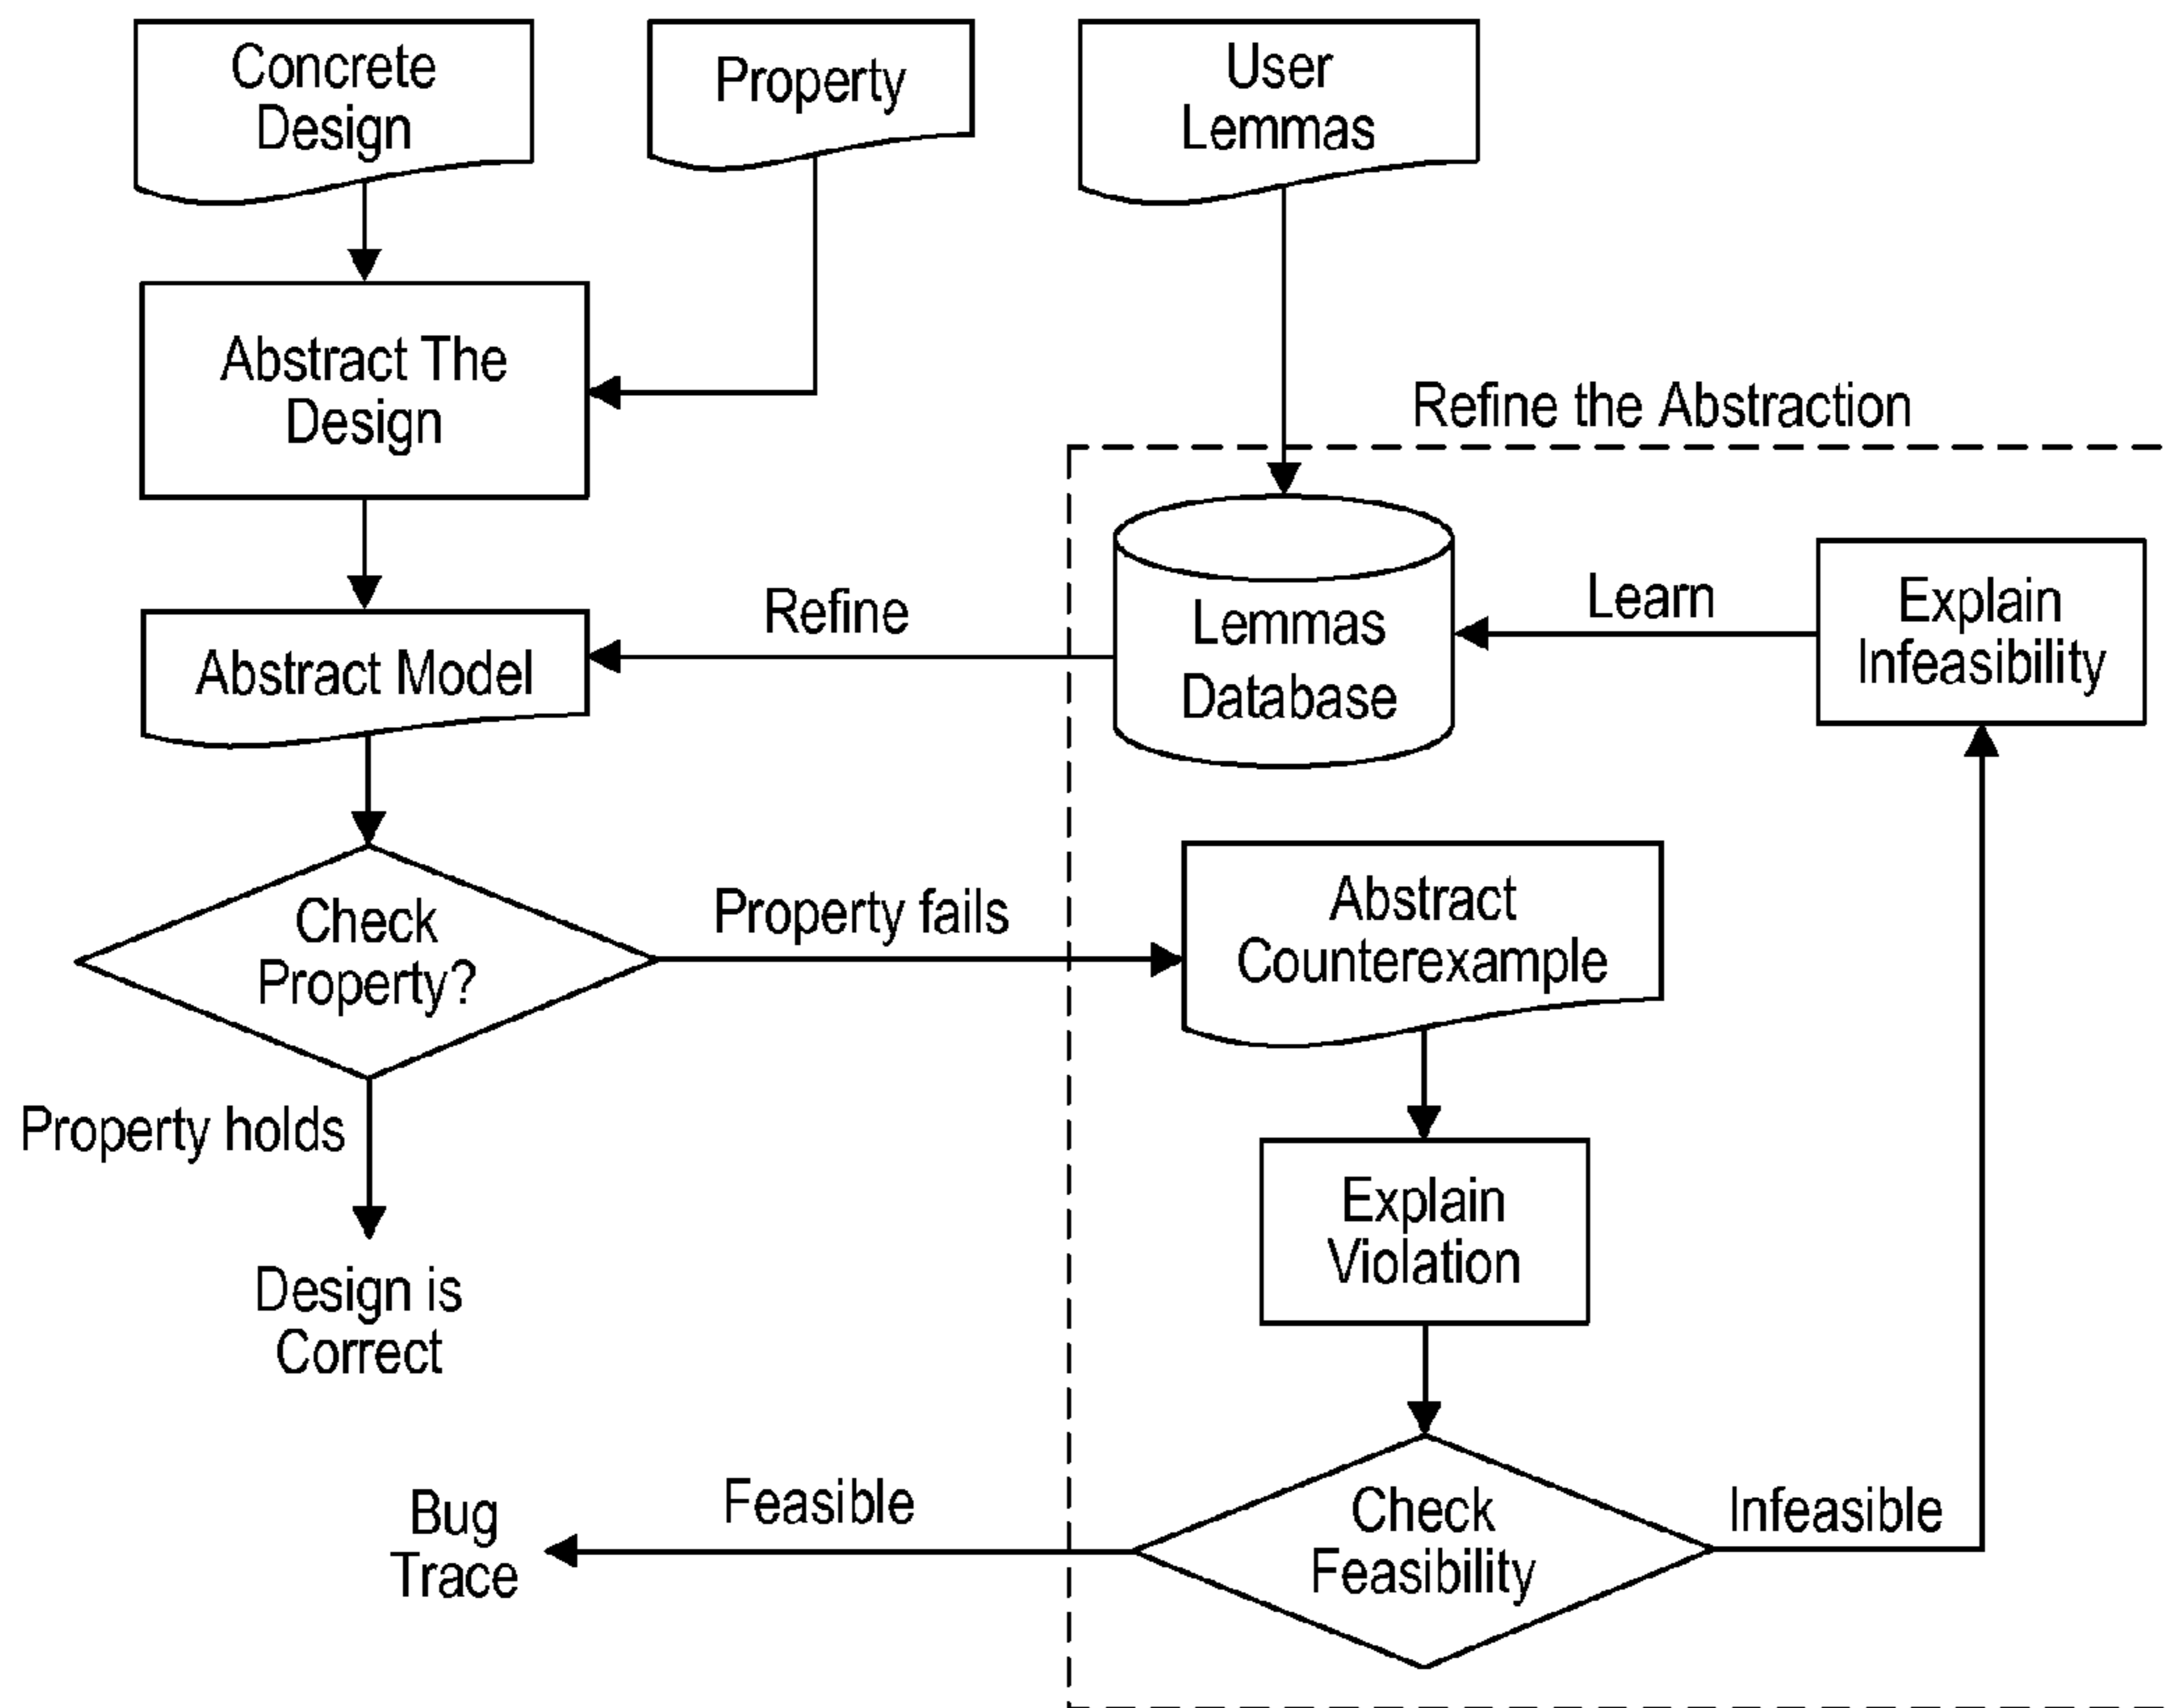 Concrete
Design
Property
User
Lemmas
Abstract The
Design
Refine the Abstraction
Refine
Lemmas
Database
Learn
Explain
Infeasibility
Abstract Model
Check
Property?
Property fails
Abstract
Counterexample
Property holds
Explain
Violation
Design is
Correct
Bug
Trace
Feasible
Check
Feasibility
Infeasible